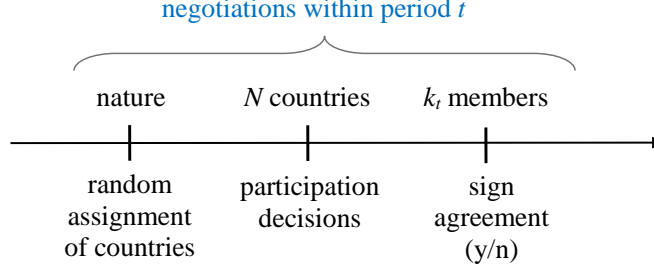 negotiations within period t
nature
N countries
kt members
random
assignment
of countries
participation
decisions
sign
agreement
(y/n)